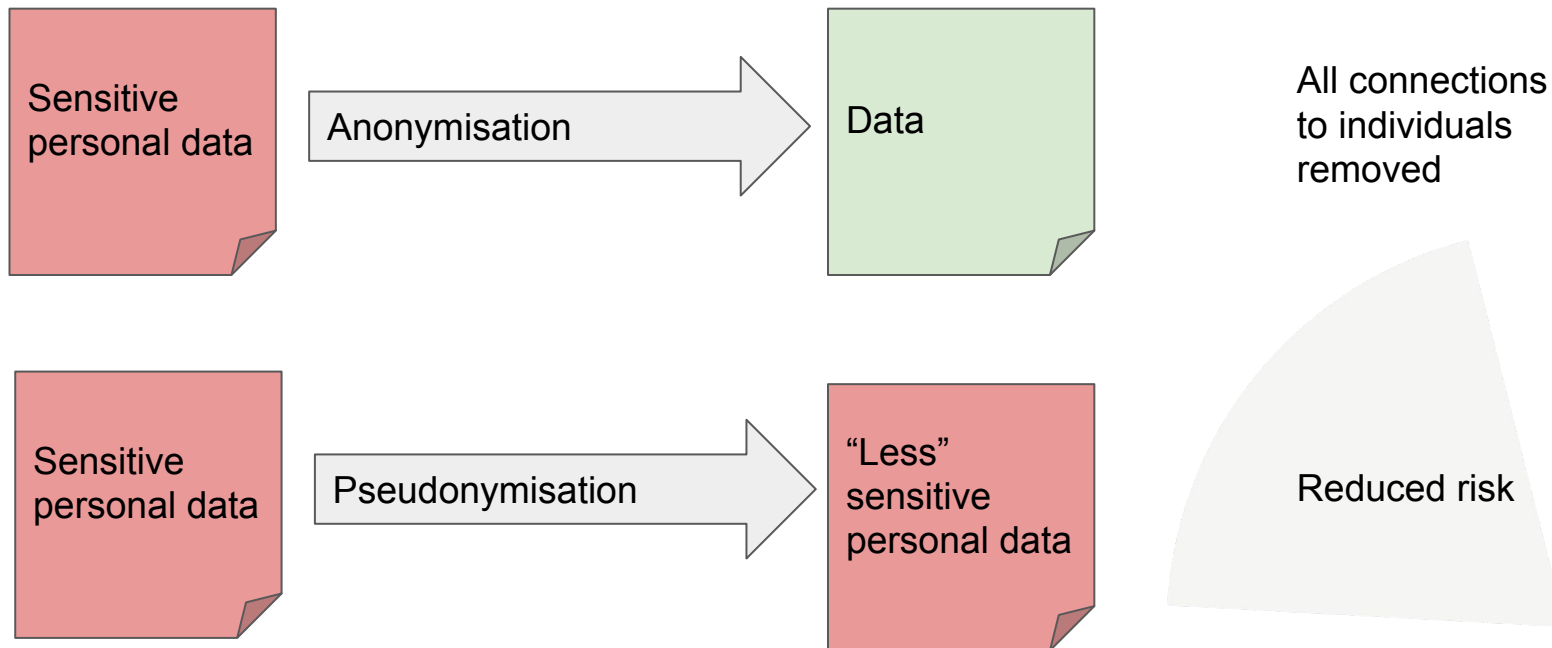 Sensitive
personal data
Anonymisation
Data
All connections
to individuals
removed
Sensitive
personal data
Pseudonymisation
“Less”
sensitive
personal data
Reduced risk